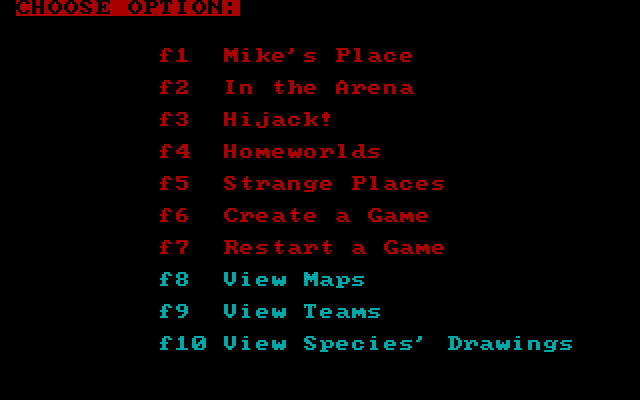 CHOOSE OPTION:
f1 Mike's Place
f2 In the Arena
f3 Hijack!
f4 Homeworlds
f5 Strange Places
f6 Create a Game
f7 Restart a Game
f8 View Maps
f9 View Teams
f10 View Species' Drawings